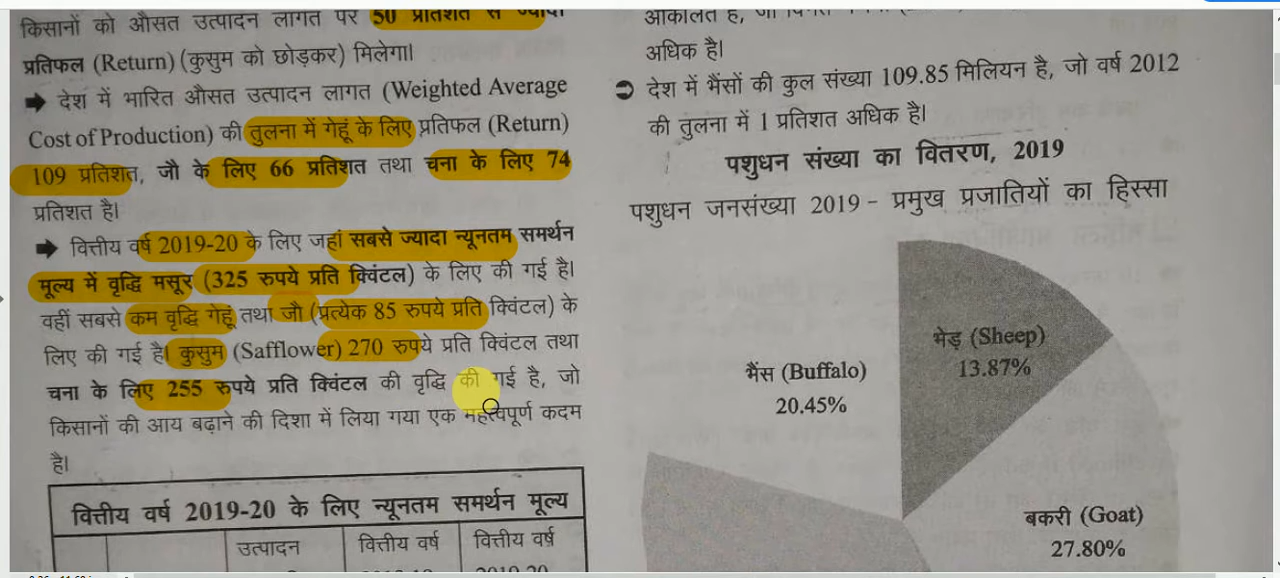 किसानों को औसत उत्पादन लागत पर 50 प्रतिशत से ज्यादा
प्रतिफल (Return) (कुसुम को छोड़कर) मिलेगा।
➡ देश में भारित औसत उत्पादन लागत (Weighted Average
Cost of Production) की तुलना में गेहूं के लिए प्रतिफल (Return)
109 प्रतिशत, जौ के लिए 66 प्रतिशत तथा चना के लिए 74
प्रतिशत है।
➡ वित्तीय वर्ष 2019-20 के लिए जहां सबसे ज्यादा न्यूनतम समर्थन
मूल्य में वृद्धि मसूर (325 रुपये प्रति क्विंटल) के लिए की गई है।
वहीं सबसे कम वृद्धि गेहूं तथा जौ (प्रत्येक 85 रुपये प्रति क्विंटल) के
लिए की गई है। कुसुम (Safflower) 270 रुपये प्रति क्विंटल तथा
चना के लिए 255 रुपये प्रति क्विंटल की वृद्धि की गई है, जो
किसानों की आय बढ़ाने की दिशा में लिया गया एक महत्त्वपूर्ण कदम
है।
वित्तीय वर्ष 2019-20 के लिए न्यूनतम समर्थन मूल्य
उत्पादन वित्तीय वर्ष वित्तीय वर्ष
2019-20
अधिक है।
देश में भैंसों की कुल संख्या 109.85 मिलियन है, जो वर्ष 2012
की तुलना में 1 प्रतिशत अधिक है।
पशुधन संख्या का वितरण, 2019
पशुधन जनसंख्या 2019 - प्रमुख प्रजातियों का हिस्सा
भेड़ (Sheep)
13.87%
भैंस (Buffalo)
20.45%
बकरी (Goat)
27.80%